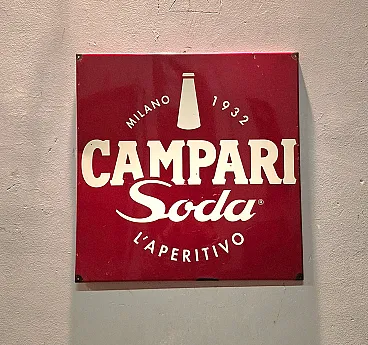 MILANO 1932
CAMPARI
Soda®
L'APERITIVO